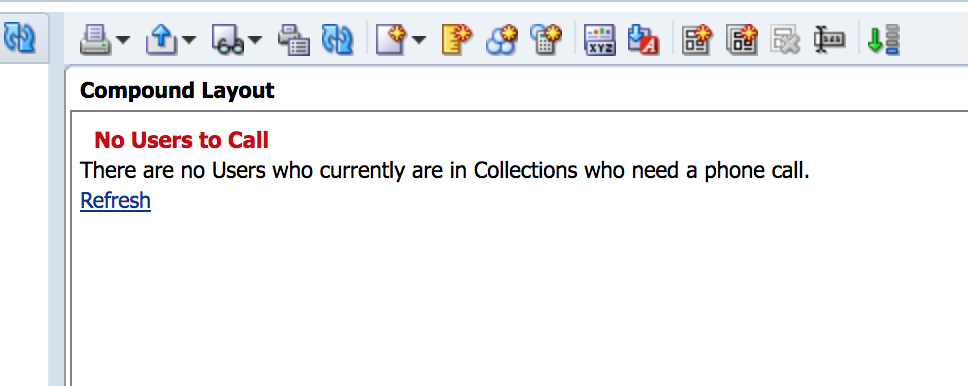 XYZ
A
Compound Layout
No Users to Call
There are no Users who currently are in Collections who need a phone call.
Refresh